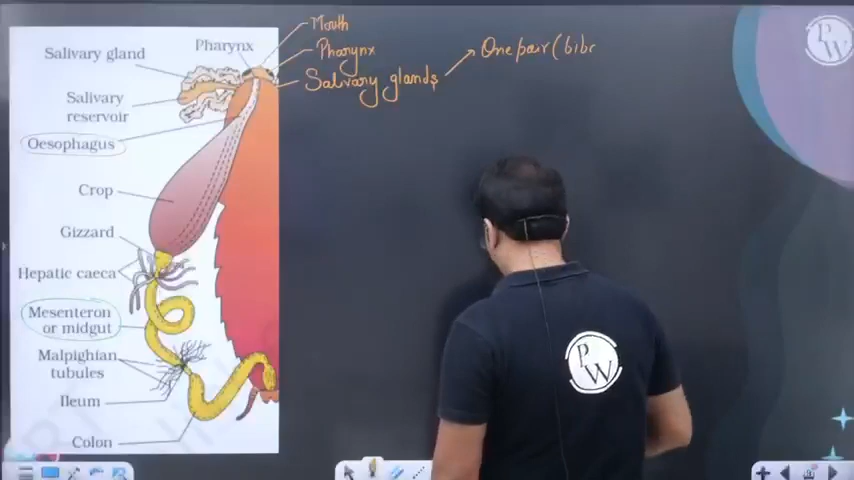 Mouth
Pharynx
Salivary glands
One pair (bibc
Salivary gland
Pharynx
Salivary
reservoir
Oesophagus
Crop
Gizzard
Hepatic caeca
Mesenteron
or midgut
Malpighian
tubules
Ileum
Colon
P
W
P
W